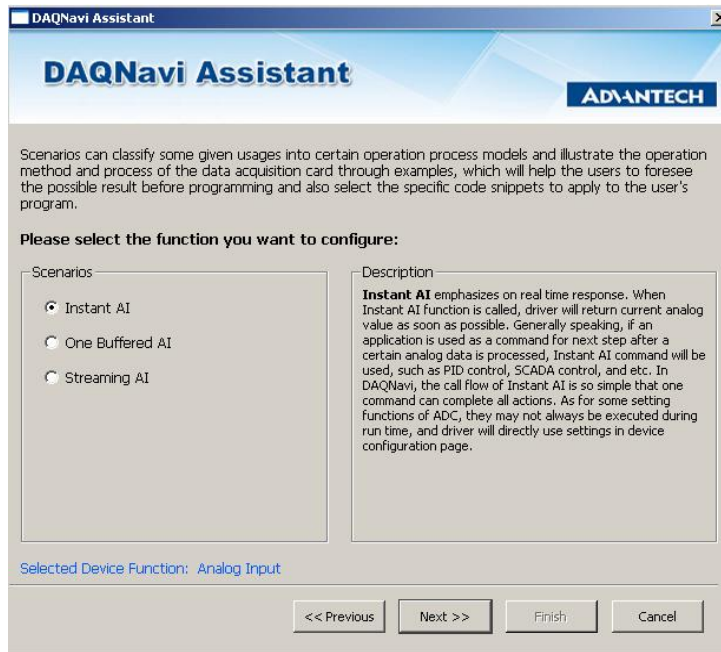 DAQNavi Assistant
DAQNavi Assistant
ADVANTECH
Scenarios can classify some given usages into certain operation process models and illustrate the operation
method and process of the data acquisition card through examples, which will help the users to foresee
the possible result before programming and also select the specific code snippets to apply to the user's
program.
Please select the function you want to configure:
Scenarios
Instant AI
One Buffered AI
Streaming AI
Description
Instant AI emphasizes on real time response. When
Instant AI function is called, driver will return current analog
value as soon as possible. Generally speaking, if an
application is used as a command for next step after a
certain analog data is processed, Instant AI command will be
used, such as PID control, SCADA control, and etc. In
DAQNavi, the call flow of Instant AI is so simple that one
command can complete all actions. As for some setting
functions of ADC, they may not always be executed during
run time, and driver will directly use settings in device
configuration page.
Selected Device Function: Analog Input
<< Previous
Next >>
Finish
Cancel